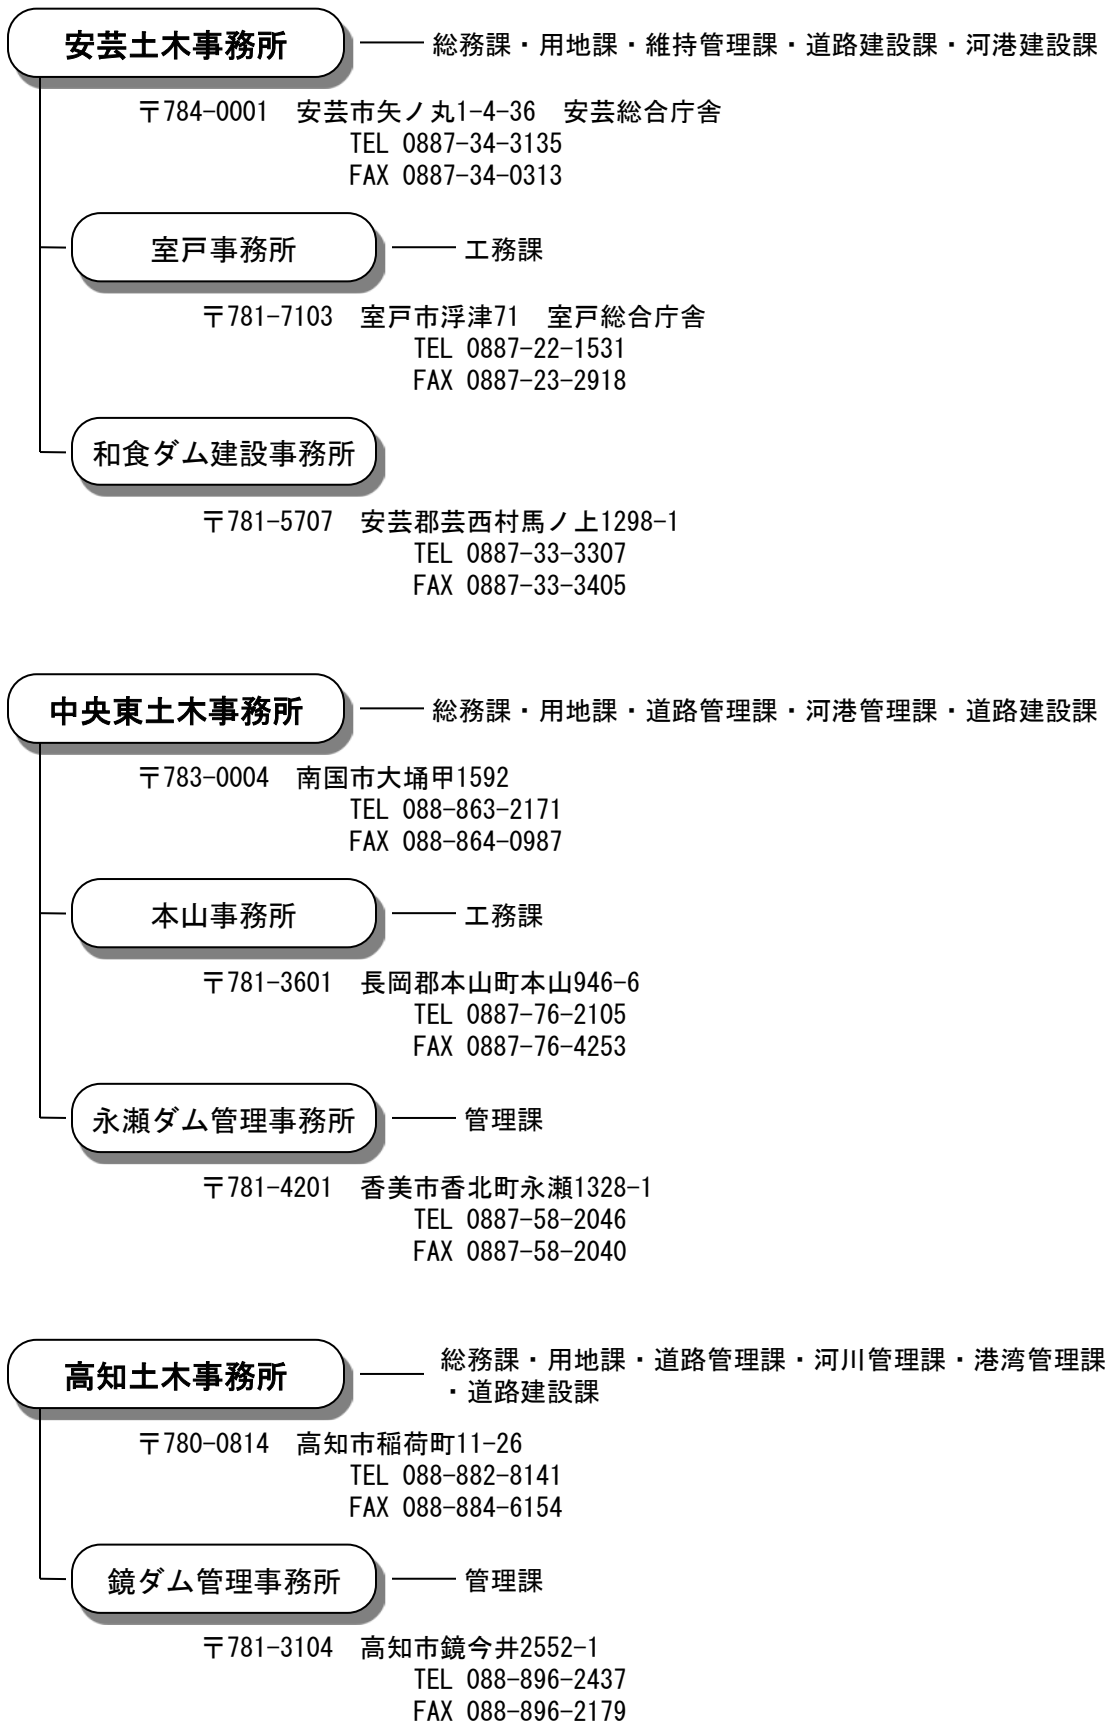 安芸土木事務所 総務課・用地課・維持管理課・道路建設課・河港建設課
〒784-0001　安芸市矢ノ丸1-4-36　安芸総合庁舎
TEL 0887-34-3135
FAX 0887-34-0313
室戸事務所 工務課
〒781-7103　室戸市浮津71　室戸総合庁舎
TEL 0887-22-1531
FAX 0887-23-2918
和食ダム建設事務所
〒781-5707　安芸郡芸西村馬ノ上1298-1
TEL 0887-33-3307
FAX 0887-33-3405
中央東土木事務所 総務課・用地課・道路管理課・河港管理課・道路建設課
〒783-0004　南国市大埇甲1592
TEL 088-863-2171
FAX 088-864-0987
本山事務所 工務課
〒781-3601　長岡郡本山町本山946-6
TEL 0887-76-2105
FAX 0887-76-4253
永瀬ダム管理事務所 管理課
〒781-4201　香美市香北町永瀬1328-1
TEL 0887-58-2046
FAX 0887-58-2040
高知土木事務所 総務課・用地課・道路管理課・河川管理課・港湾管理課
・道路建設課
〒780-0814　高知市稲荷町11-26
TEL 088-882-8141
FAX 088-884-6154
鏡ダム管理事務所 管理課
〒781-3104　高知市鏡今井2552-1
TEL 088-896-2437
FAX 088-896-2179